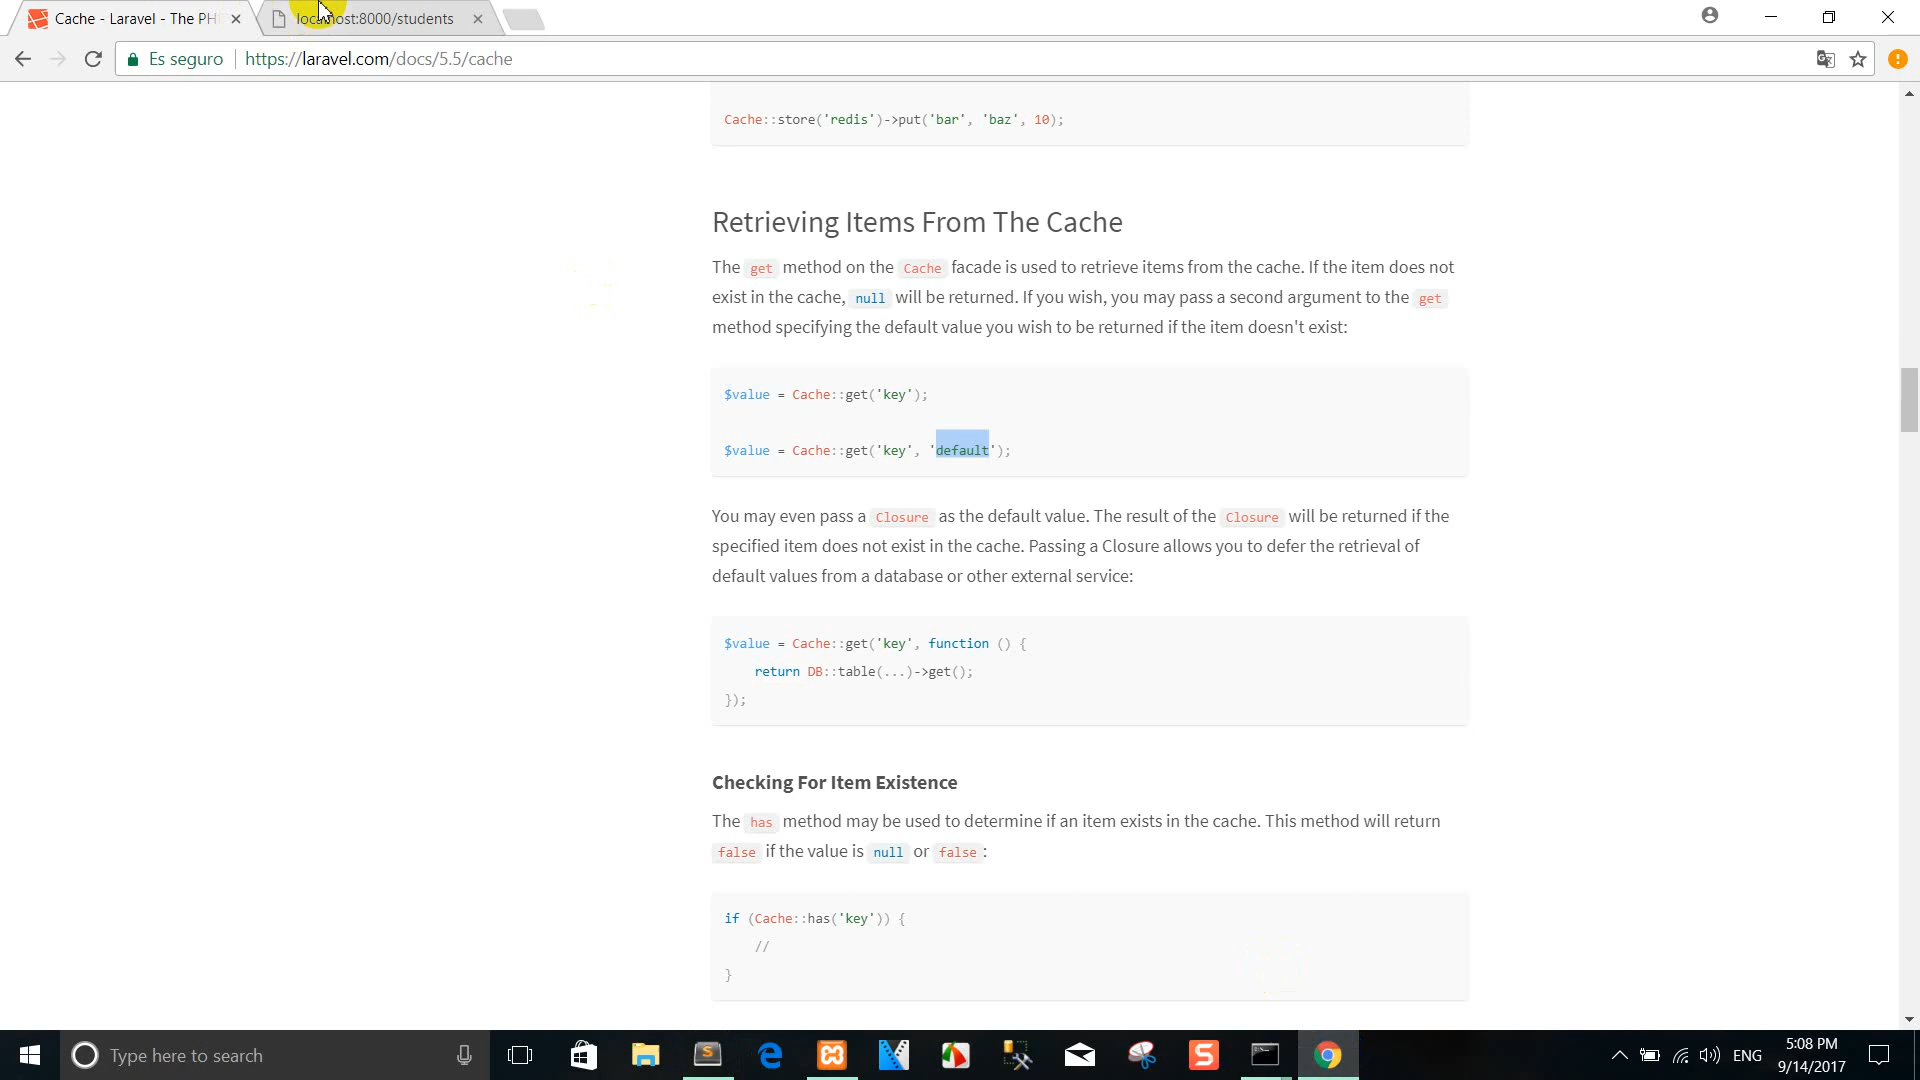 Cache - Laravel - The PH
localhost:8000/students
Es seguro
https://laravel.com/docs/5.5/cache
Cache::store('redis')->put('bar', 'baz', 10);
Retrieving Items From The Cache
The get method on the Cache facade is used to retrieve items from the cache. If the item does not
exist in the cache, null will be returned. If you wish, you may pass a second argument to the get
method specifying the default value you wish to be returned if the item doesn't exist:
$value = Cache::get('key');
$value = Cache::get('key', 'default');
You may even pass a Closure as the default value. The result of the Closure will be returned if the
specified item does not exist in the cache. Passing a Closure allows you to defer the retrieval of
default values from a database or other external service:
$value = Cache::get('key', function () {
    return DB::table(...)->get();
});
Checking For Item Existence
The has method may be used to determine if an item exists in the cache. This method will return
false if the value is null or false:
if (Cache::has('key')) {
    //
}
Type here to search
ENG
5:08 PM
9/14/2017